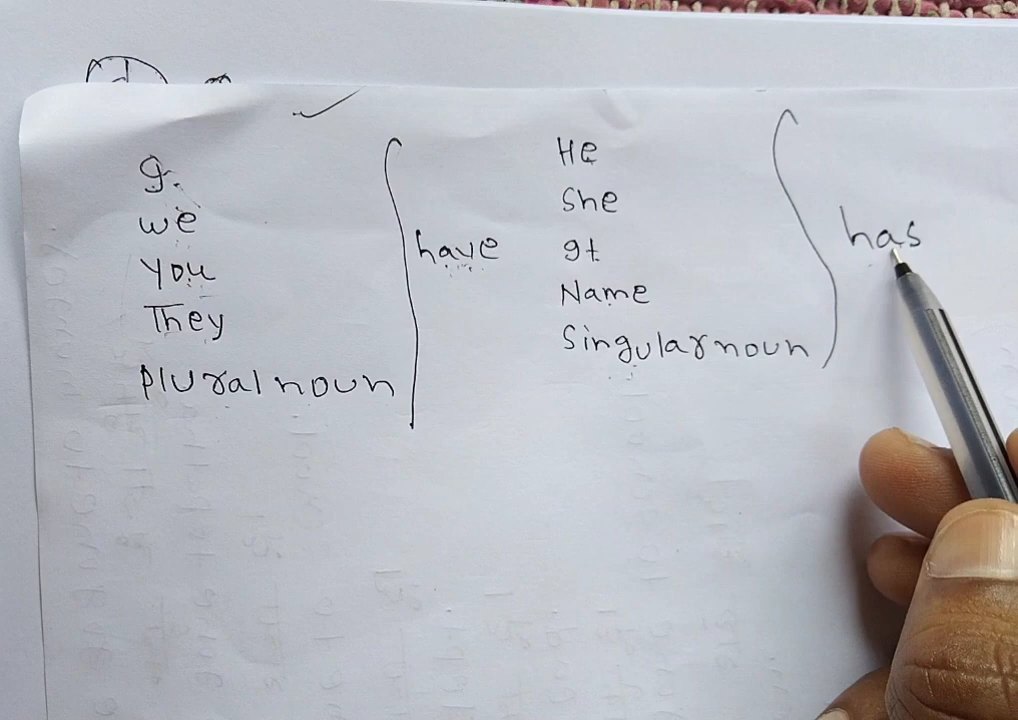 I.
we
you
They
plural noun
have
He
She
It
Name
Singular noun
has